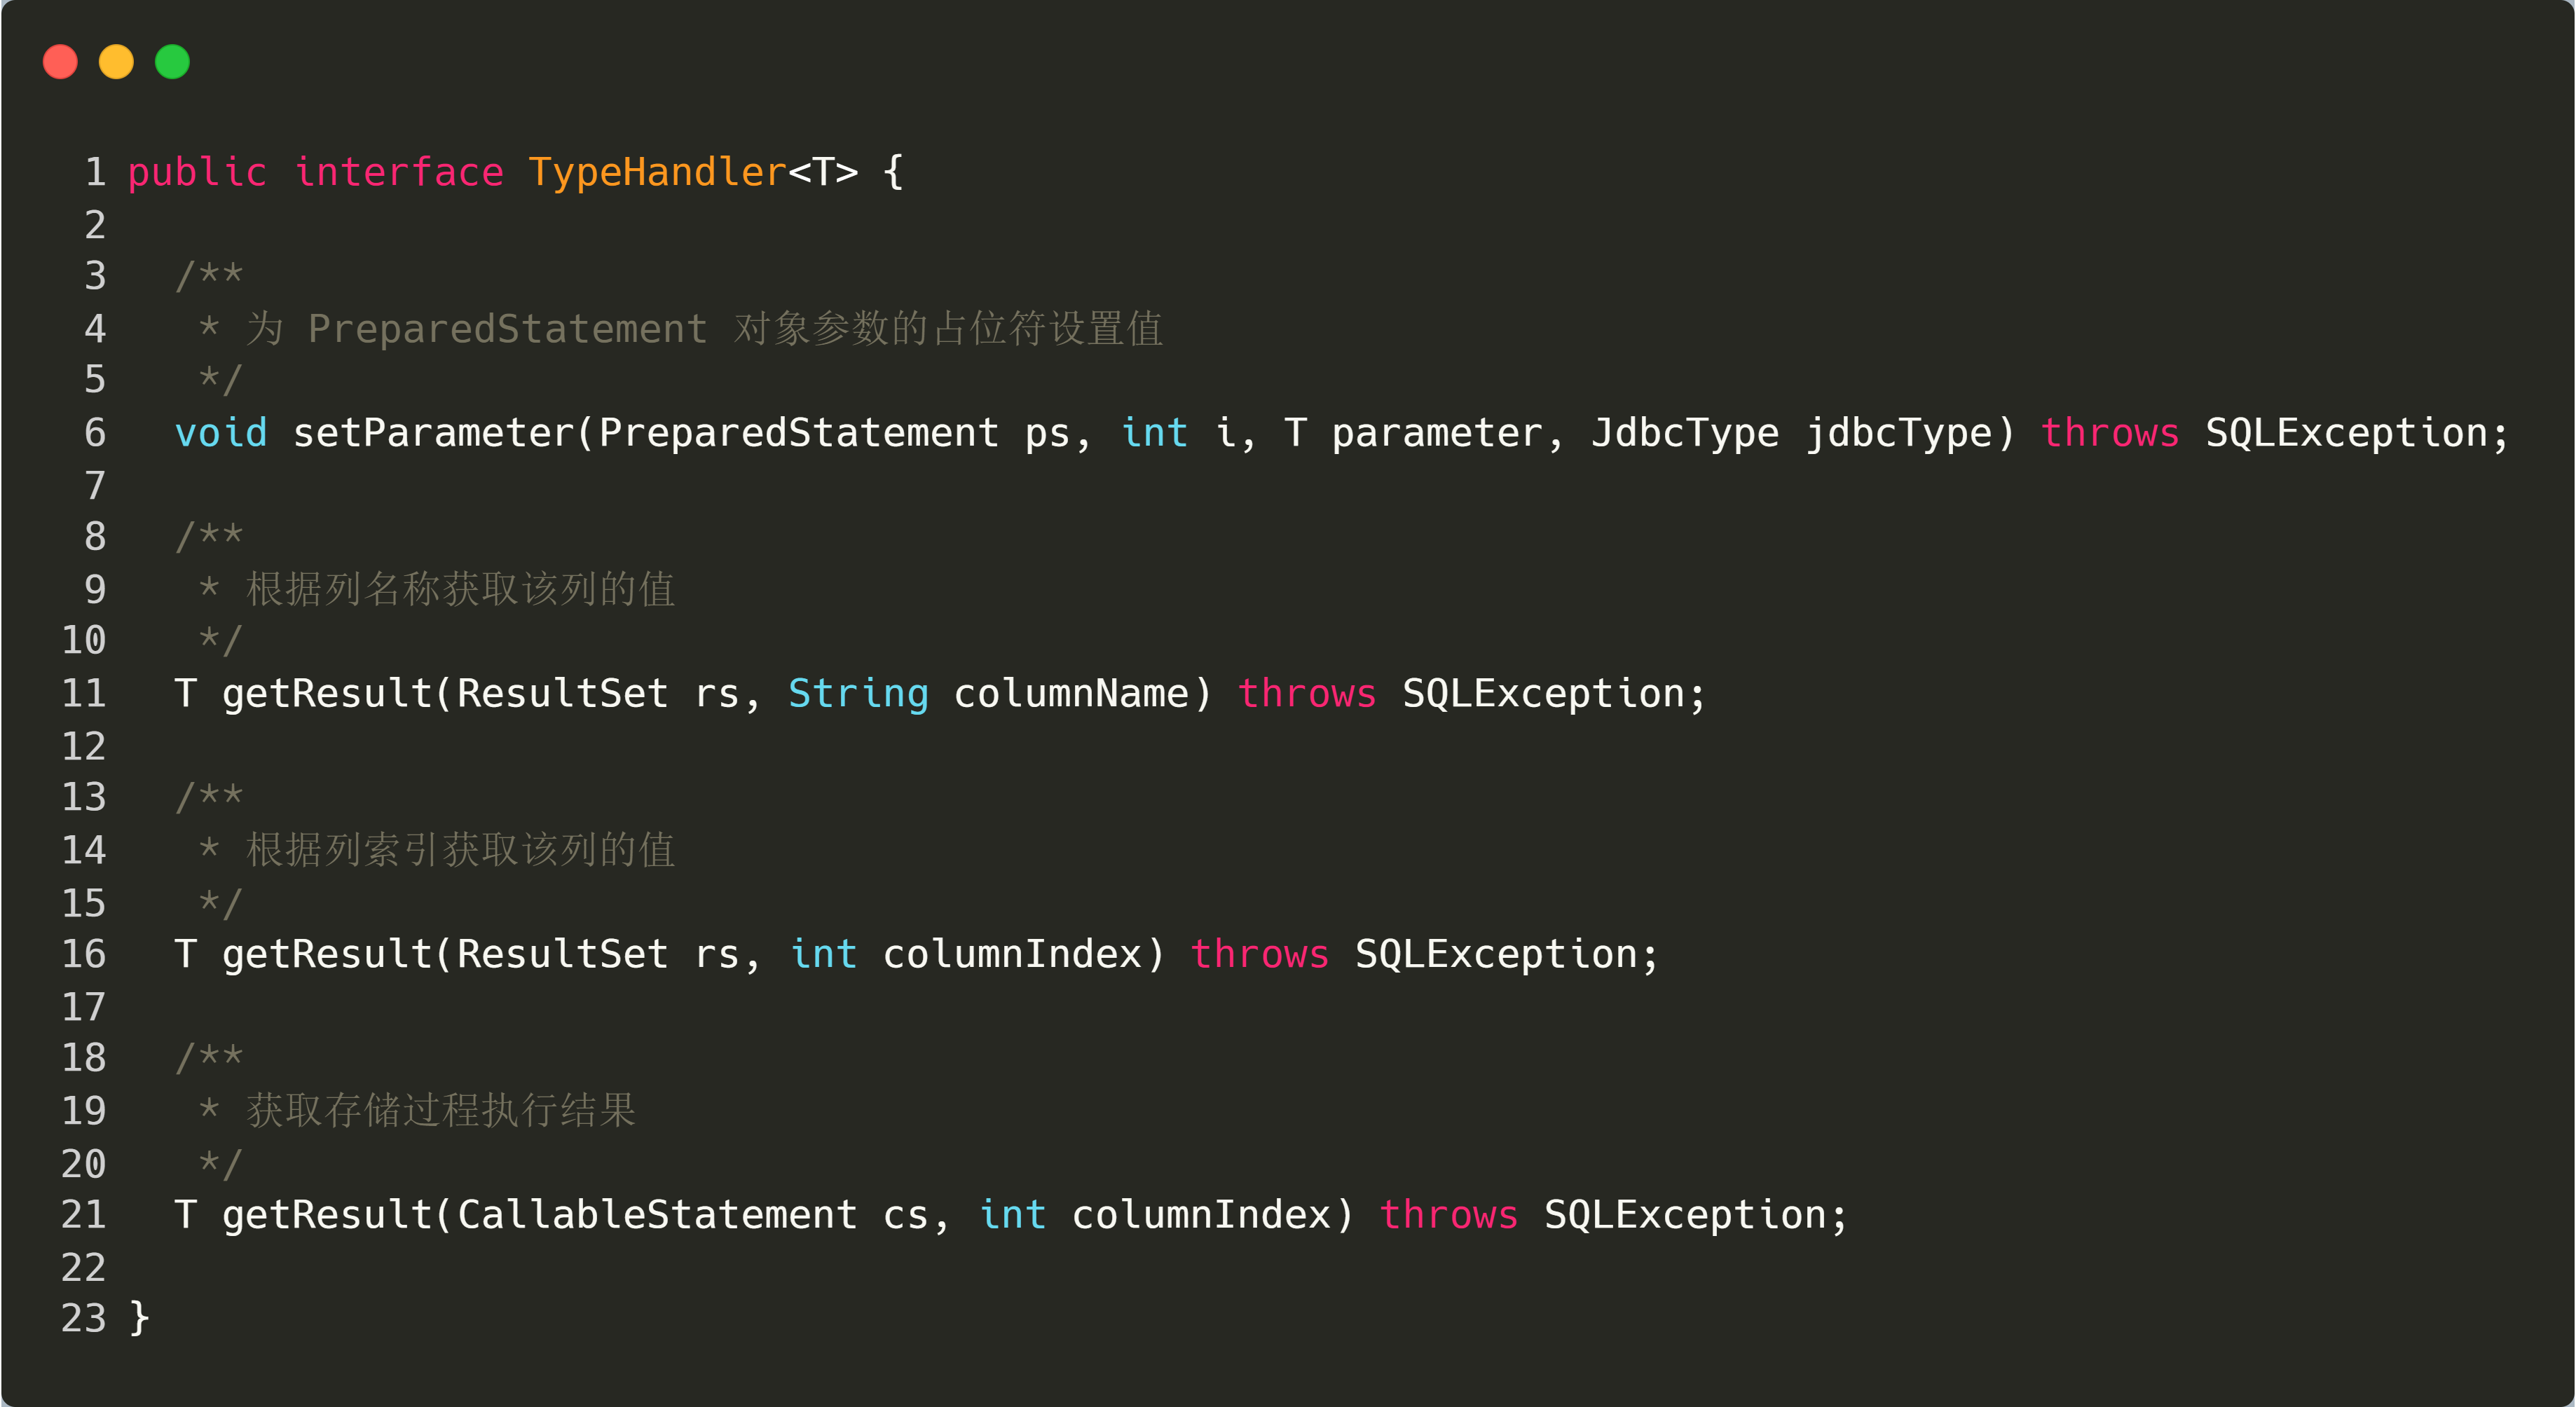 1 public interface TypeHandler<T> {
2
3   /**
4    * 为 PreparedStatement 对象参数的占位符设置值
5    */
6   void setParameter(PreparedStatement ps, int i, T parameter, JdbcType jdbcType) throws SQLException;
7
8   /**
9    * 根据列名称获取该列的值
10    */
11   T getResult(ResultSet rs, String columnName) throws SQLException;
12
13   /**
14    * 根据列索引获取该列的值
15    */
16   T getResult(ResultSet rs, int columnIndex) throws SQLException;
17
18   /**
19    * 获取存储过程执行结果
20    */
21   T getResult(CallableStatement cs, int columnIndex) throws SQLException;
22
23 }